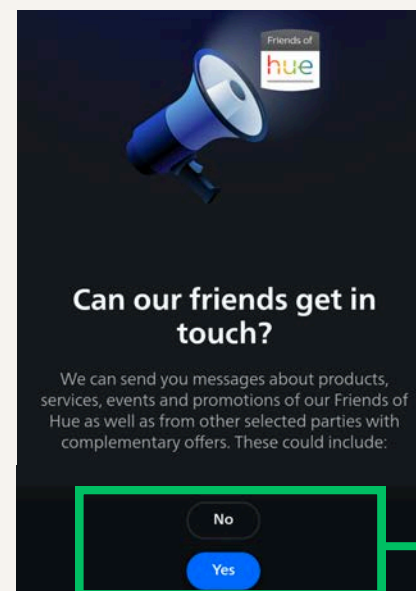 Friends of
hue
Can our friends get in
touch?
We can send you messages about products,
services, events and promotions of our Friends of
Hue as well as from other selected parties with
complementary offers. These could include:
No
Yes